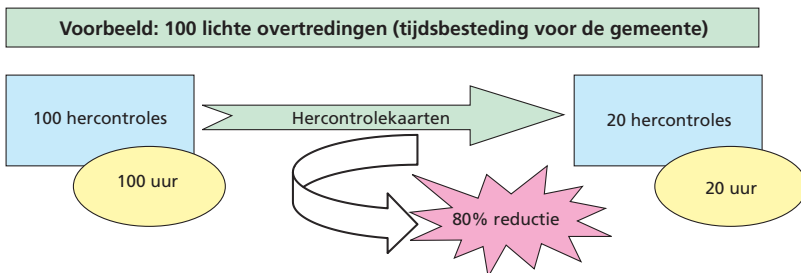 Voorbeeld: 100 lichte overtredingen (tijdsbesteding voor de gemeente)
100 hercontroles
Hercontrolekaarten
20 hercontroles
100 uur
20 uur
80% reductie